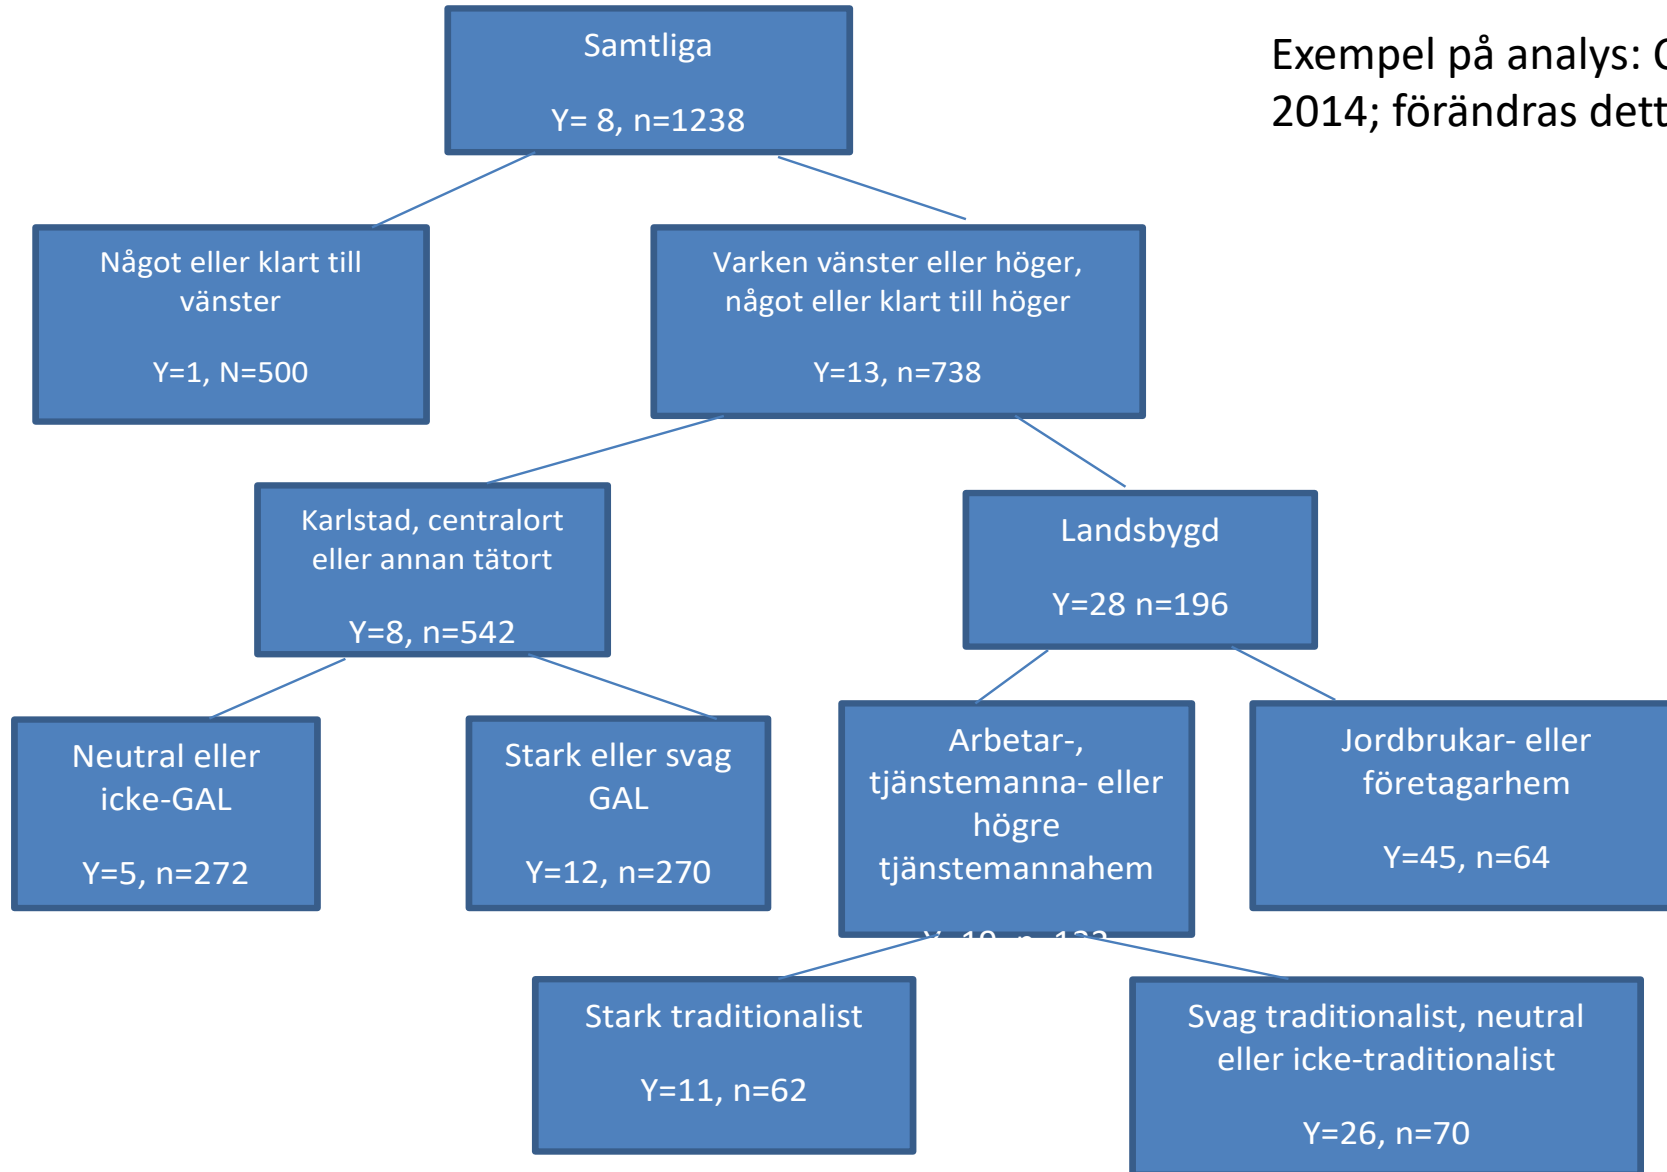 Samtliga
Y= 8, n=1238
Exempel på analys:
2014; förändras
Något eller klart till
vänster
Y=1, N=500
Varken vänster eller höger,
något eller klart till höger
Y=13, n=738
Karlstad, centralort
eller annan tätort
Y=8, n=542
Landsbygd
Y=28 n=196
Neutral eller
icke-GAL
Y=5, n=272
Stark eller svag
GAL
Y=12, n=270
Arbetar-,
tjänstemanna- eller
högre
tjänstemannahem
Jordbrukar- eller
företagarhem
Y=45, n=64
Stark traditionalist
Y=11, n=62
Svag traditionalist, neutral
eller icke-traditionalist
Y=26, n=70